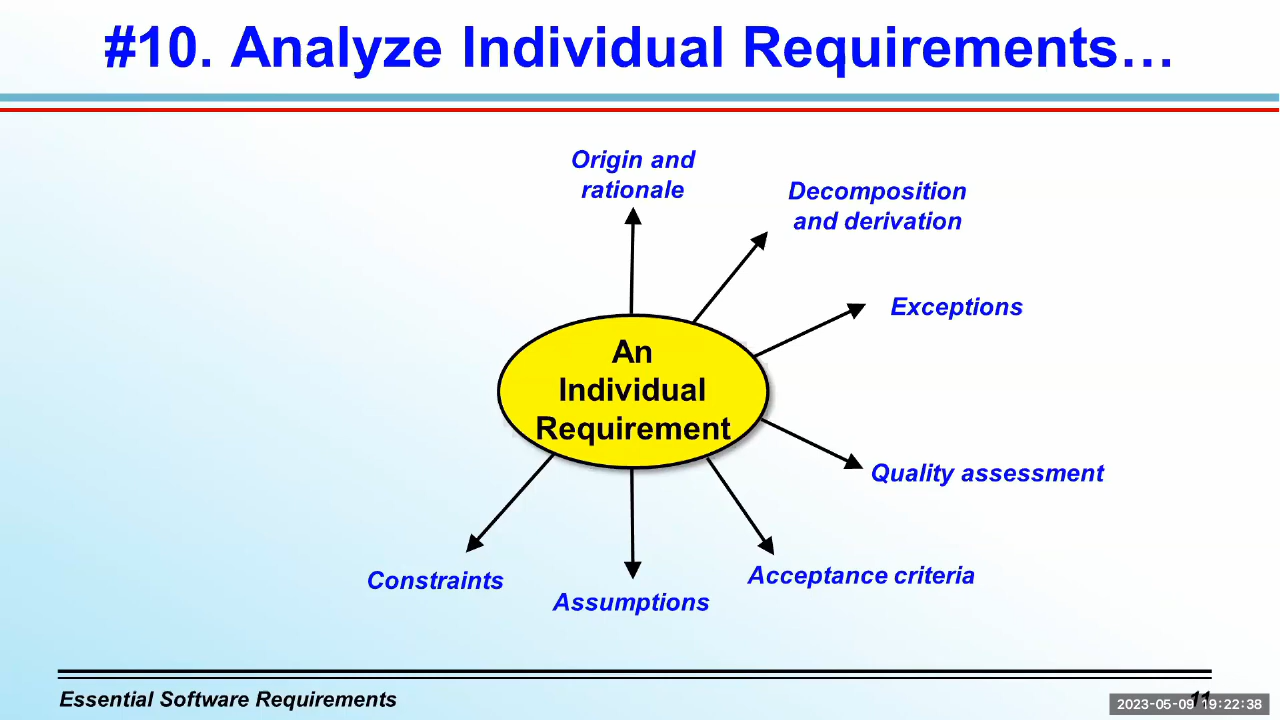 #10. Analyze Individual Requirements…
Origin and
rationale
Decomposition
and derivation
Exceptions
An
Individual
Requirement
Quality assessment
Constraints
Assumptions
Acceptance criteria
Essential Software Requirements
11
2023-05-09 19:22:38